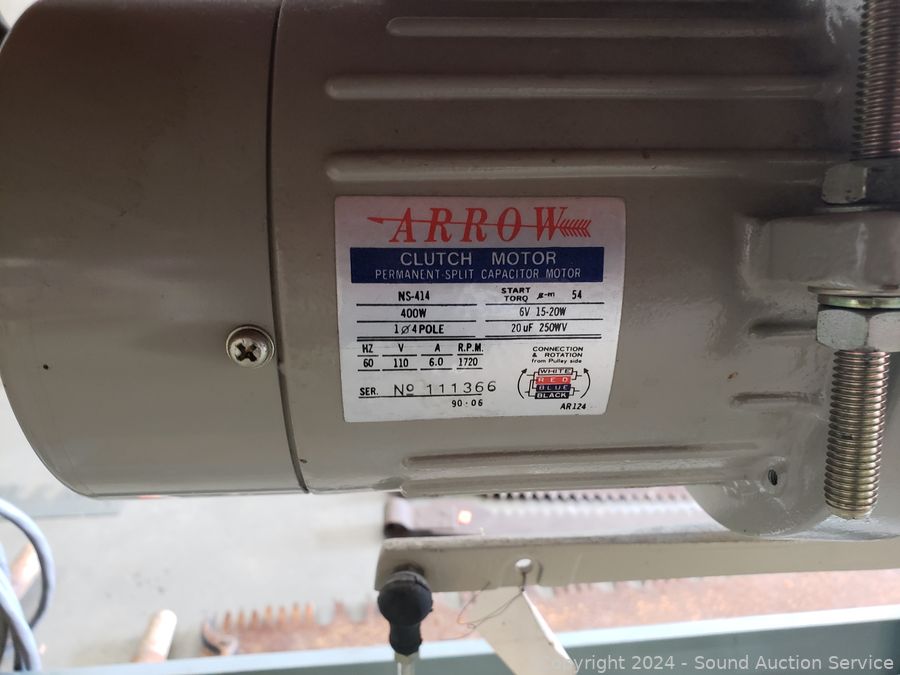 ARROW
CLUTCH MOTOR
PERMANENT-SPLIT CAPACITOR MOTOR
NS-414 START TORQ g-m 54
400W 6V 15-20W
1ø4POLE 20 uF 250WV
HZ V A R.P.M.
60 110 6.0 1720
CONNECTION
& ROTATION
from Pulley side
WHITE
RED
BLUE
BLACK
SER. No 111366
90·06
AR124
Copyright 2024 - Sound Auction Service